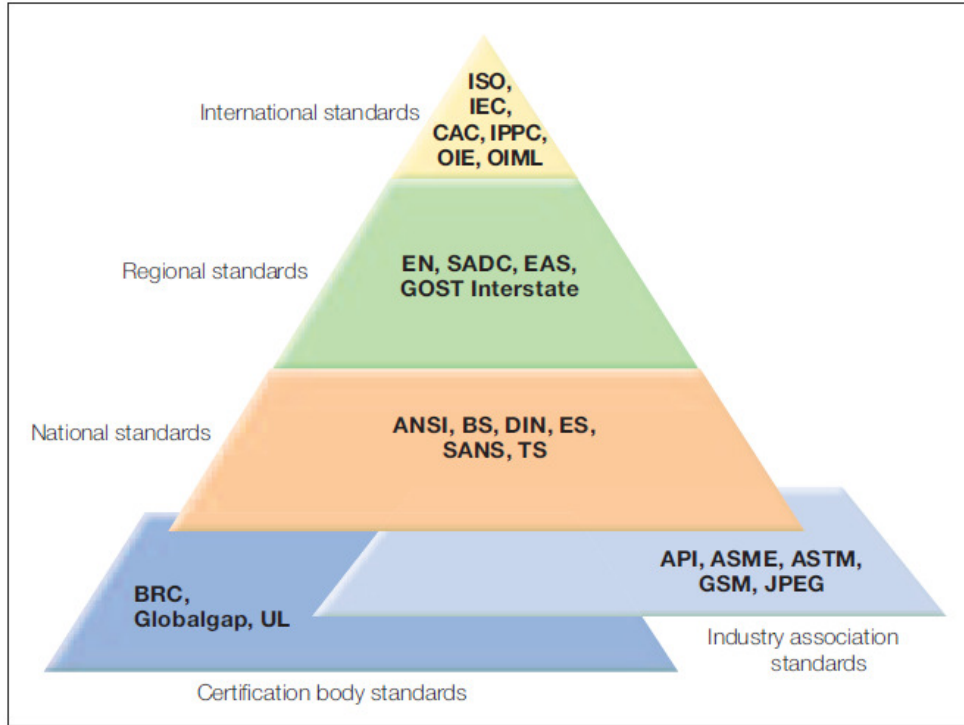 International standards
ISO,
IEC,
CAC, IPPC,
OIE, OIML
Regional standards
EN, SADC, EAS,
GOST Interstate
National standards
ANSI, BS, DIN, ES,
SANS, TS
BRC,
Globalgap, UL
Certification body standards
API, ASME, ASTM,
GSM, JPEG
Industry association
standards